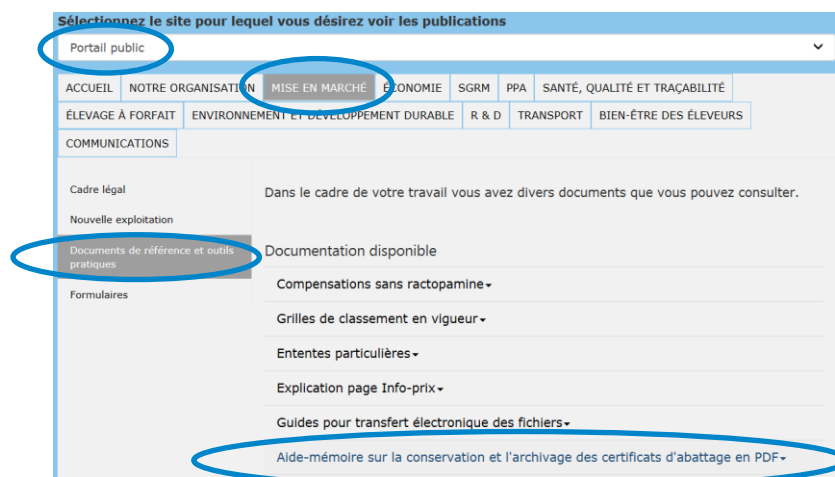 Sélectionnez le site pour lequel vous désirez voir les publications
Portail public
ACCUEIL NOTRE ORGANISATION MISE EN MARCHÉ ÉCONOMIE SGRM PPA SANTÉ, QUALITÉ ET TRAÇABILITÉ
ÉLEVAGE À FORFAIT ENVIRONNEMENT ET DÉVELOPPEMENT DURABLE R & D TRANSPORT BIEN-ÊTRE DES ÉLEVEURS
COMMUNICATIONS
Cadre légal
Nouvelle exploitation
Documents de référence et outils
pratiques
Formulaires
Dans le cadre de votre travail vous avez divers documents que vous pouvez consulter.
Documentation disponible
Compensations sans ractopamine
Grilles de classement en vigueur
Ententes particulières
Explication page Info-prix
Guides pour transfert électronique des fichiers
Aide-mémoire sur la conservation et l'archivage des certificats d'abattage en PDF